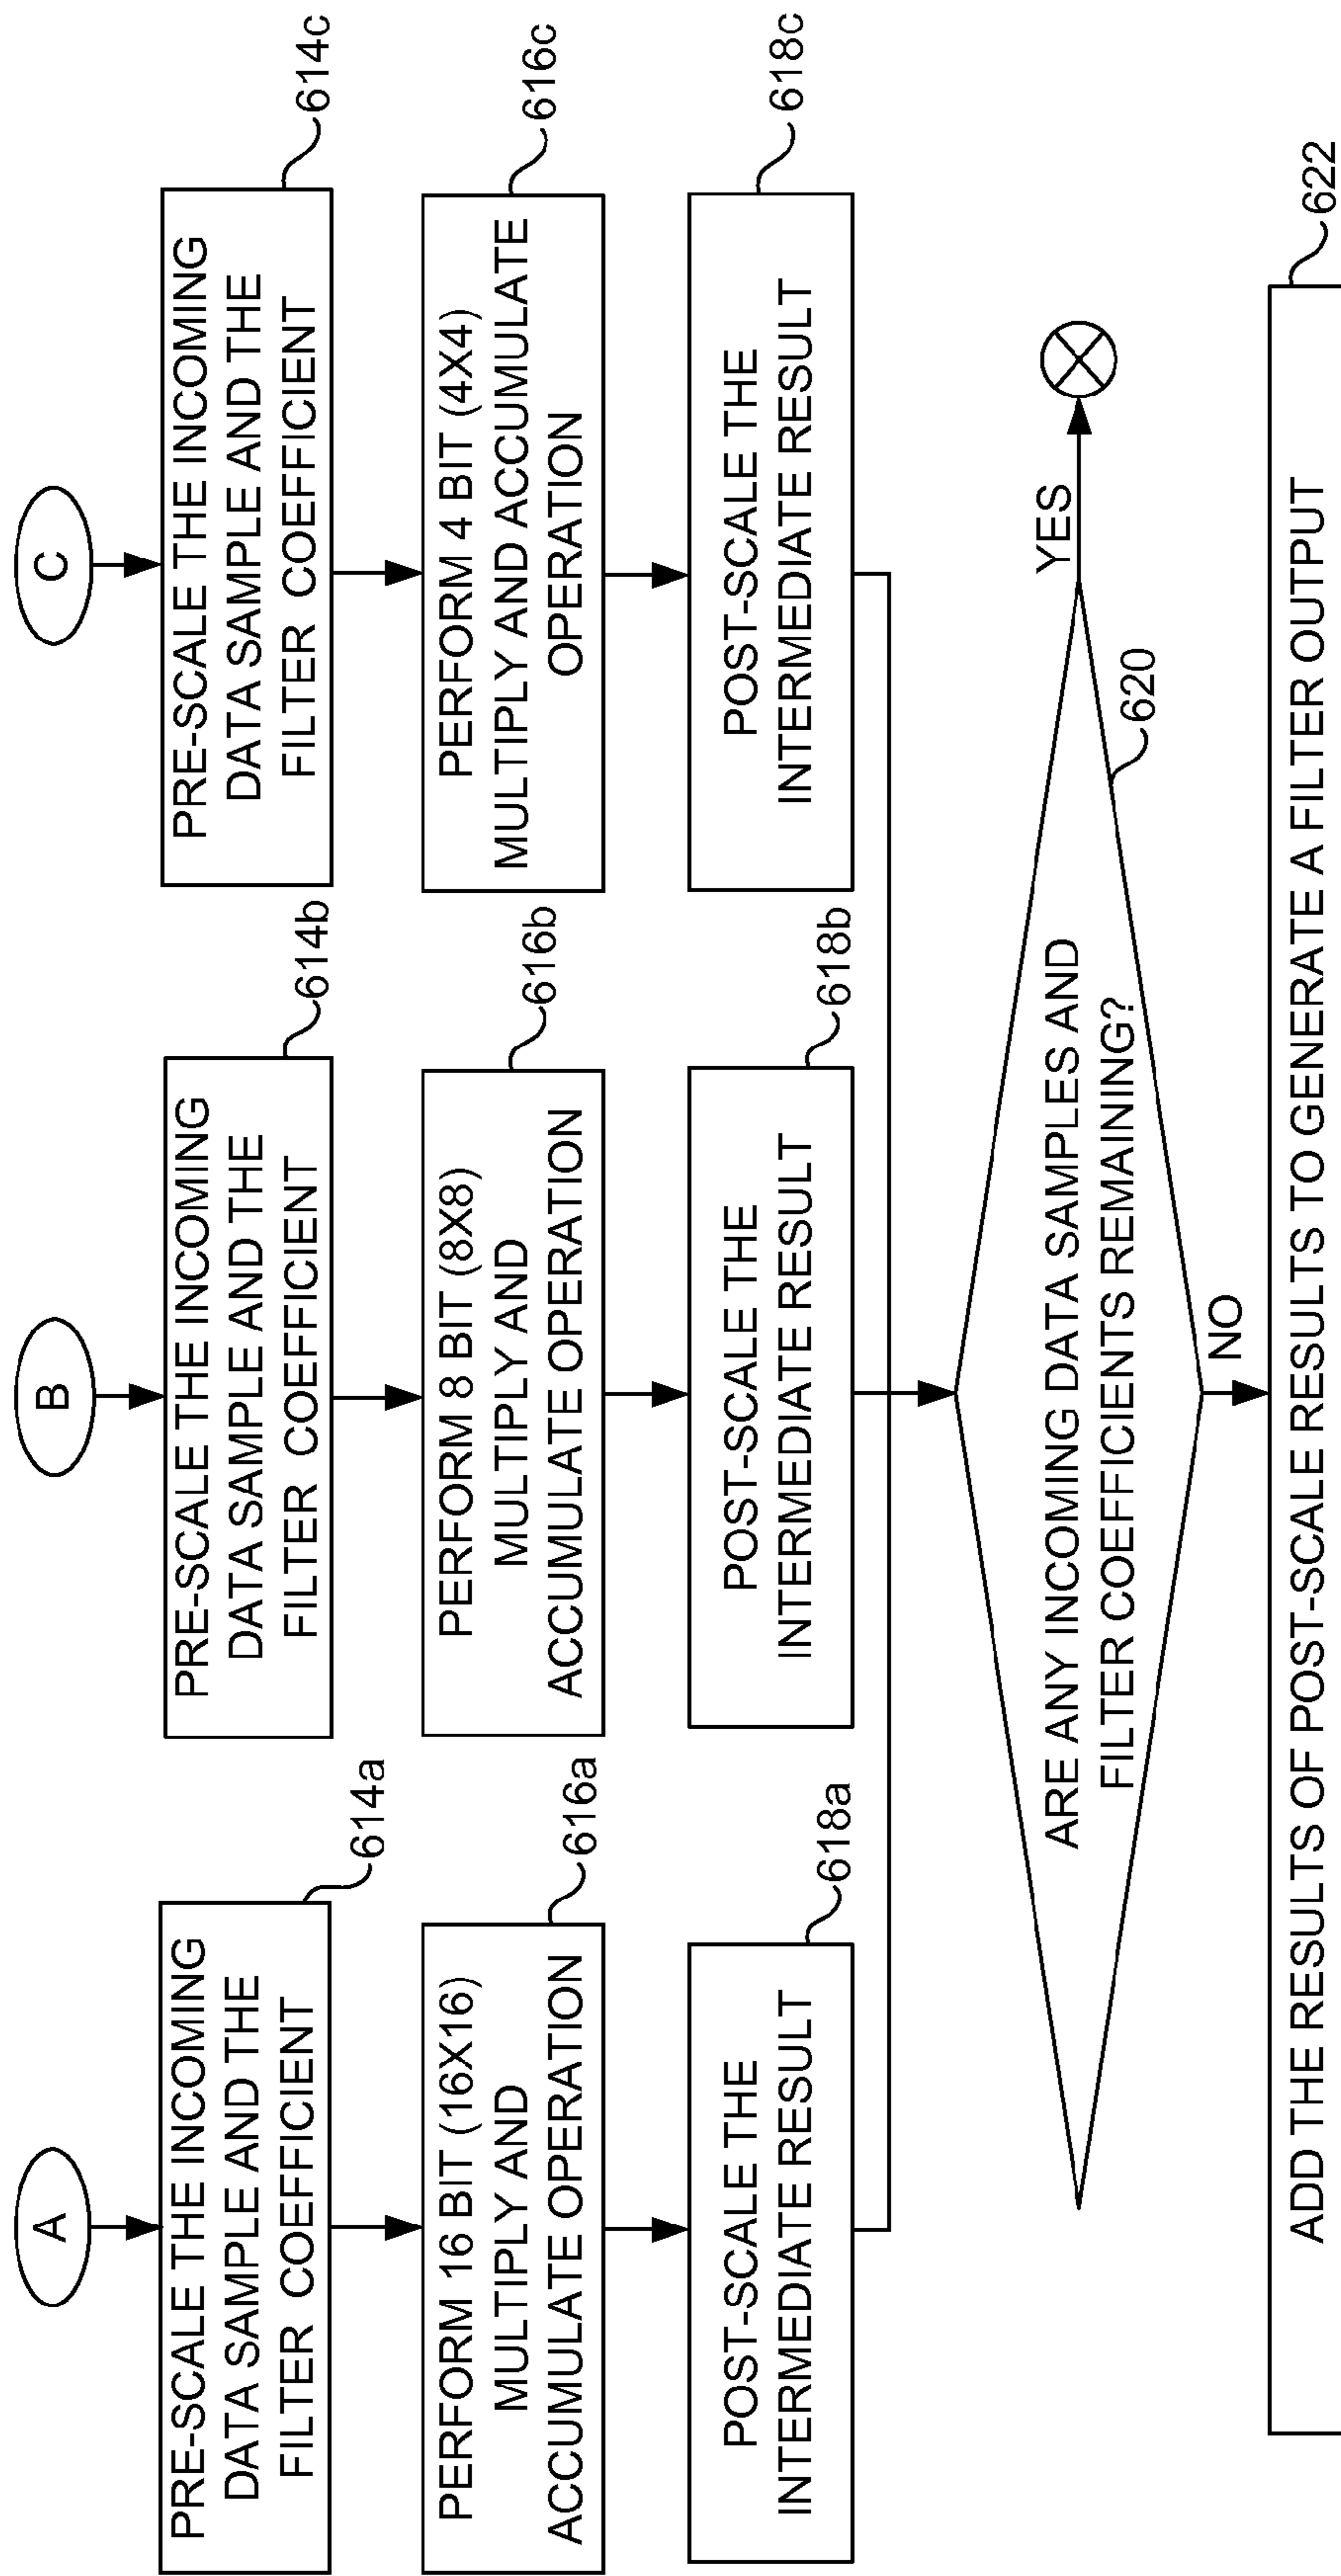 A
PRE-SCALE THE INCOMING
DATA SAMPLE AND THE
FILTER COEFFICIENT
614a
PERFORM 16 BIT (16X16)
MULTIPLY AND
ACCUMULATE OPERATION
616a
POST-SCALE THE
INTERMEDIATE RESULT
618a
B
PRE-SCALE THE INCOMING
DATA SAMPLE AND THE
FILTER COEFFICIENT
614b
PERFORM 8 BIT (8X8)
MULTIPLY AND
ACCUMULATE OPERATION
616b
POST-SCALE THE
INTERMEDIATE RESULT
618b
C
PRE-SCALE THE INCOMING
DATA SAMPLE AND THE
FILTER COEFFICIENT
614c
PERFORM 4 BIT (4X4)
MULTIPLY AND ACCUMULATE
OPERATION
616c
POST-SCALE THE
INTERMEDIATE RESULT
618c
ARE ANY INCOMING DATA SAMPLES AND
FILTER COEFFICIENTS REMAINING?
620
YES
NO
ADD THE RESULTS OF POST-SCALE RESULTS TO GENERATE A FILTER OUTPUT
622